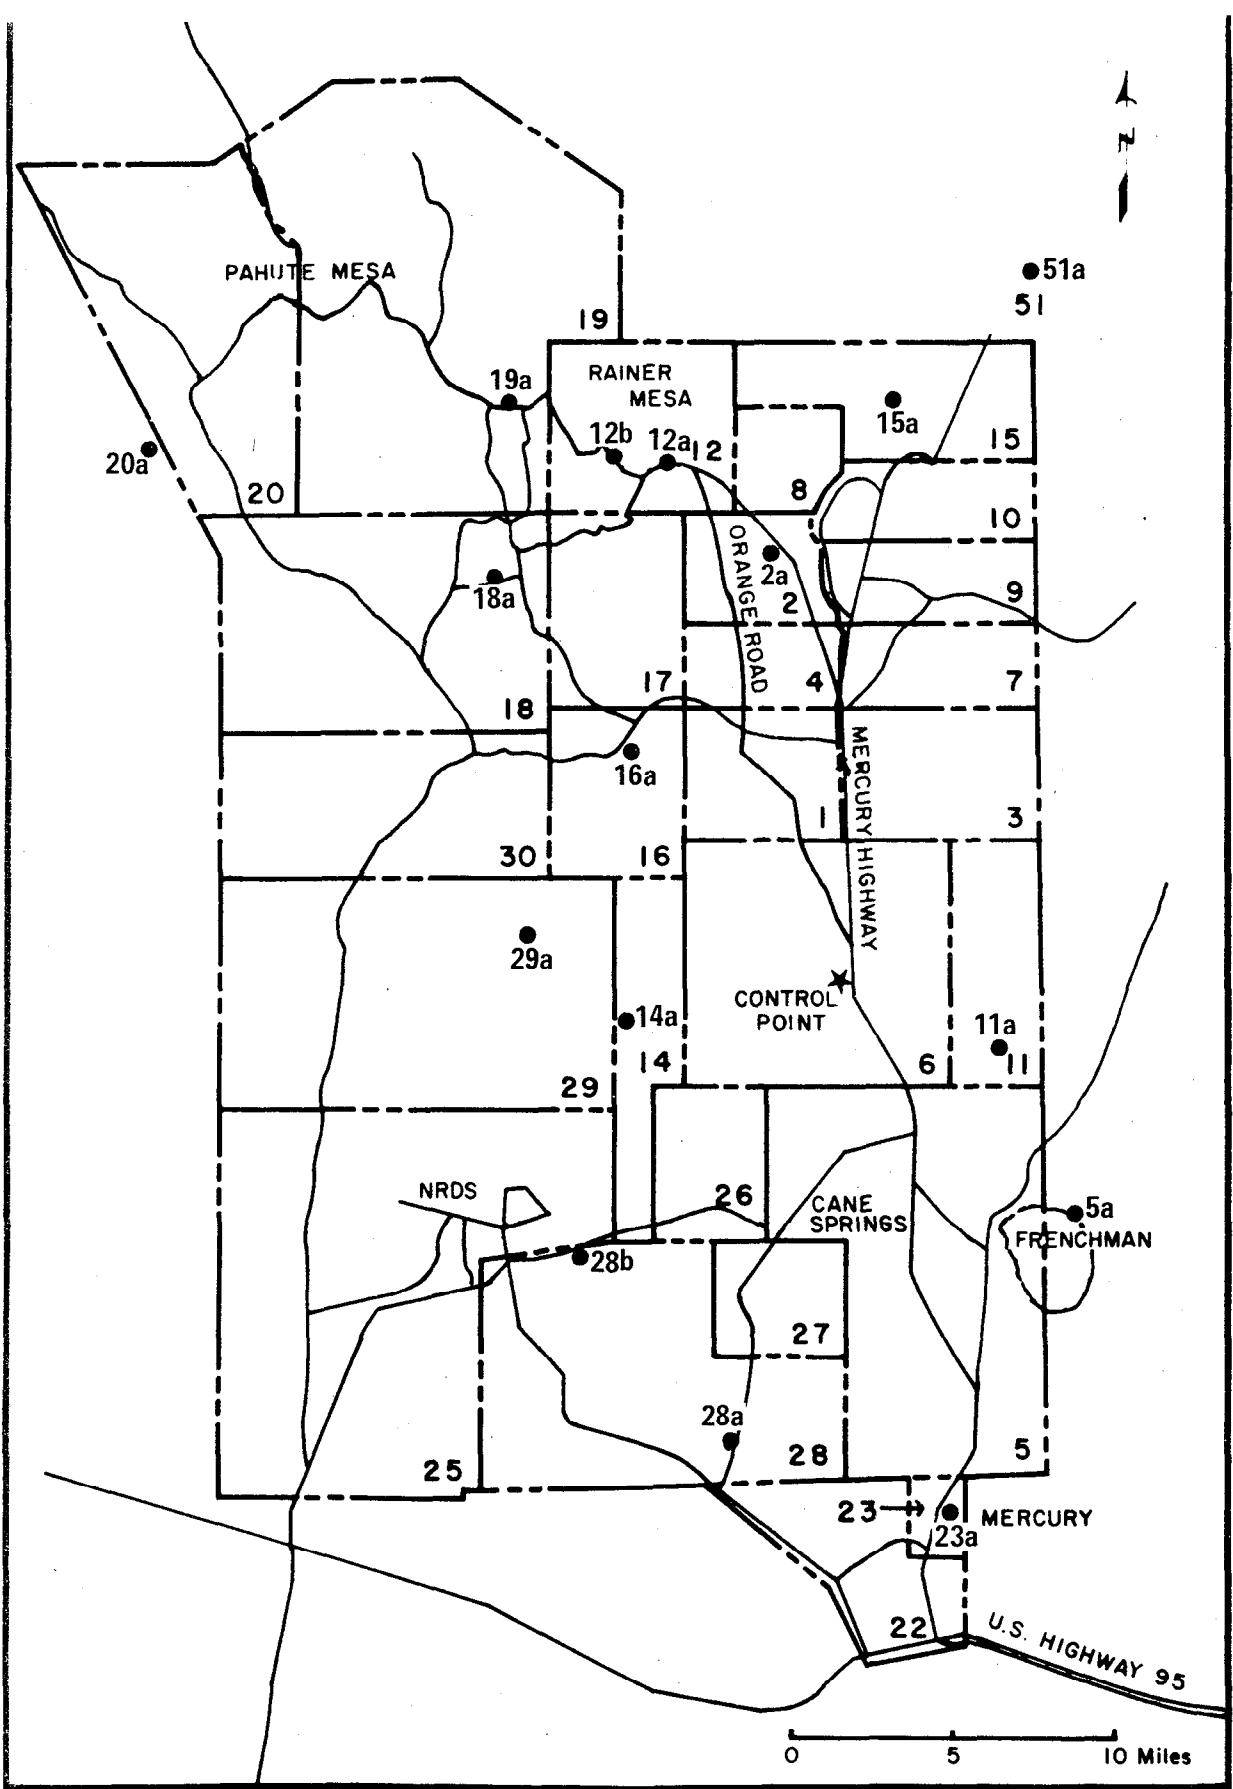 N
PAHUTE MESA
51a
51
19
RAINER
MESA
19a
15a
12b
12a
12
15
20a
20
8
10
ORANGE ROAD
2a
18a
2
9
17
4
7
18
MERCURY HIGHWAY
16a
1
3
30
16
29a
CONTROL
POINT
14a
11a
14
6
11
29
NRDS
26
CANE
SPRINGS
5a
FRENCHMAN
28b
27
28a
25
28
5
23
MERCURY
23a
22
U.S. HIGHWAY 95
0 5 10 Miles